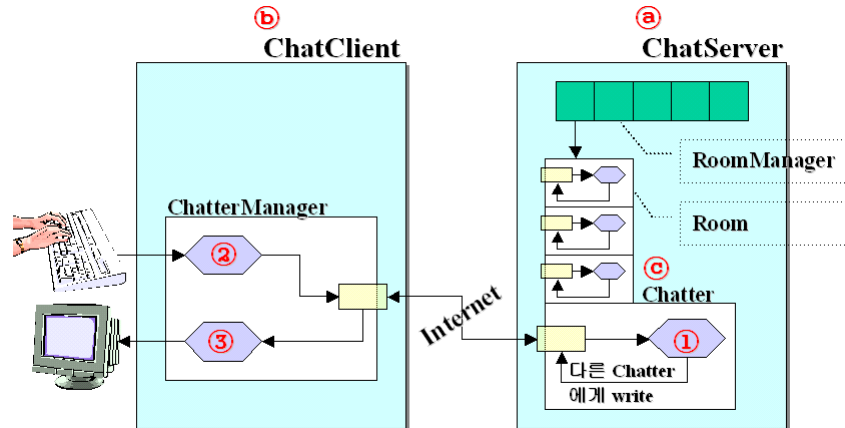 ⓑ
ChatClient
ⓐ
ChatServer
RoomManager
Room
ChatterManager
②
③
Internet
ⓒ
Chatter
①
다른 Chatter
에게 write